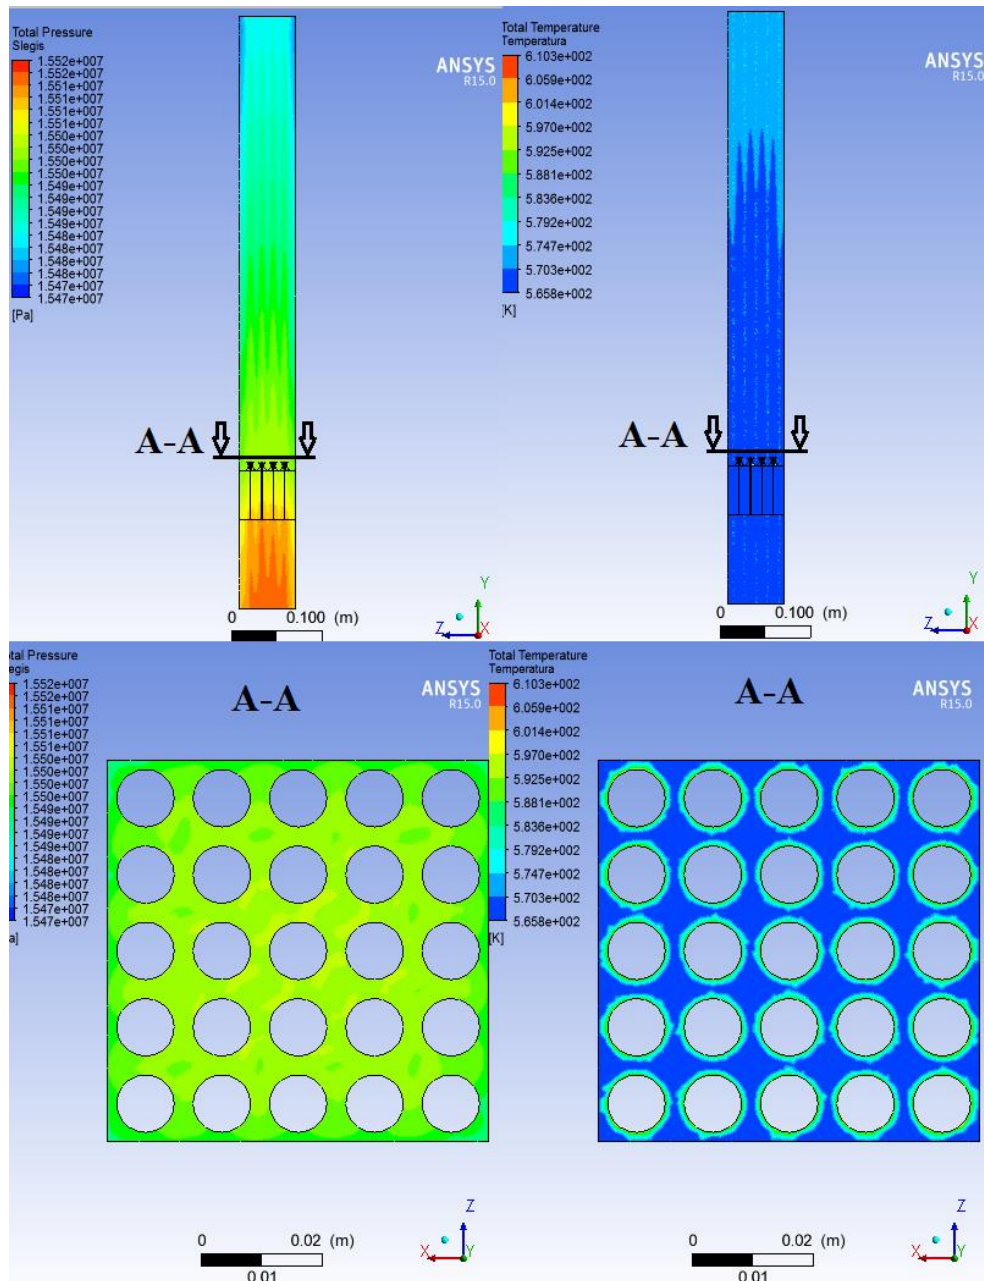 Total Pressure
Slegis
1.552e+007
1.552e+007
1.551e+007
1.551e+007
1.551e+007
1.551e+007
1.550e+007
1.550e+007
1.550e+007
1.550e+007
1.549e+007
1.549e+007
1.549e+007
1.549e+007
1.548e+007
1.548e+007
1.548e+007
1.548e+007
1.547e+007
1.547e+007
[Pa]
ANSYS
R15.0
A-A
0 0.100 (m)
Y
Z
X
Total Temperature
Temperatura
6.103e+002
6.059e+002
6.014e+002
5.970e+002
5.925e+002
5.881e+002
5.836e+002
5.792e+002
5.747e+002
5.703e+002
5.658e+002
[K]
ANSYS
R15.0
A-A
0 0.100 (m)
Y
Z
X
tal Pressure
egis
1.552e+007
1.552e+007
1.551e+007
1.551e+007
1.551e+007
1.551e+007
1.550e+007
1.550e+007
1.550e+007
1.550e+007
1.549e+007
1.549e+007
1.549e+007
1.549e+007
1.548e+007
1.548e+007
1.548e+007
1.548e+007
1.547e+007
1.547e+007
a]
A-A
ANSYS
R15.0
0 0.02 (m)
0.01
Z
X
Y
Total Temperature
Temperatura
6.103e+002
6.059e+002
6.014e+002
5.970e+002
5.925e+002
5.881e+002
5.836e+002
5.792e+002
5.747e+002
5.703e+002
5.658e+002
[K]
A-A
ANSYS
R15.0
0 0.02 (m)
0.01
Z
X
Y